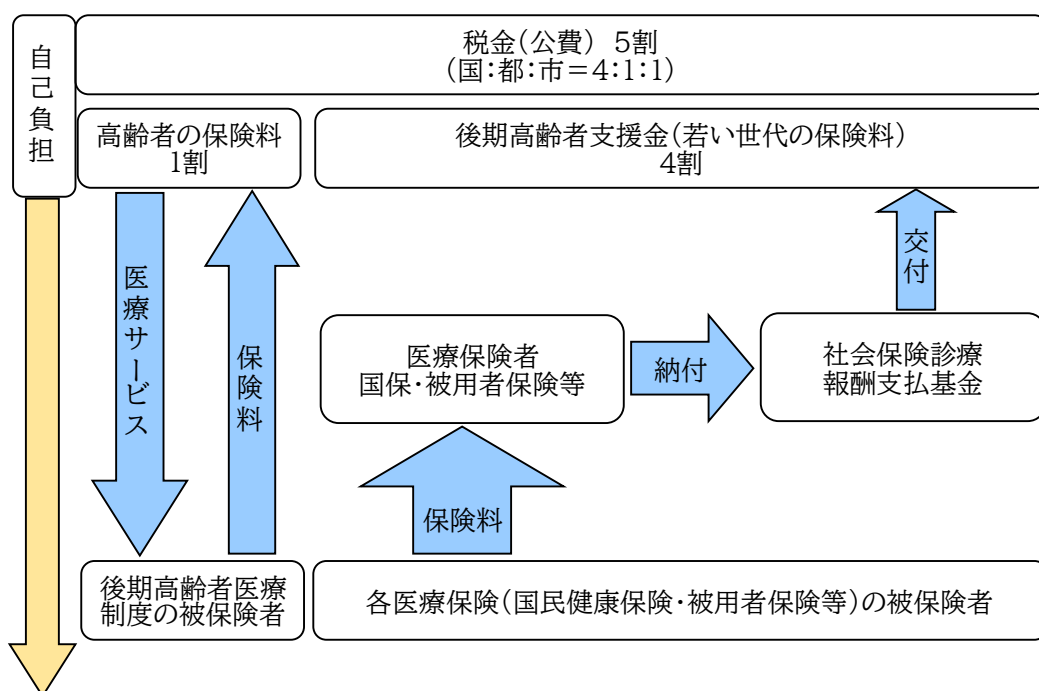 自己負担
税金(公費) 5割
(国:都:市=4:1:1)
高齢者の保険料
1割
後期高齢者支援金(若い世代の保険料)
4割
医療サービス
保険料
交付
医療保険者
国保・被用者保険等
納付
社会保険診療
報酬支払基金
保険料
後期高齢者医療
制度の被保険者
各医療保険(国民健康保険・被用者保険等)の被保険者